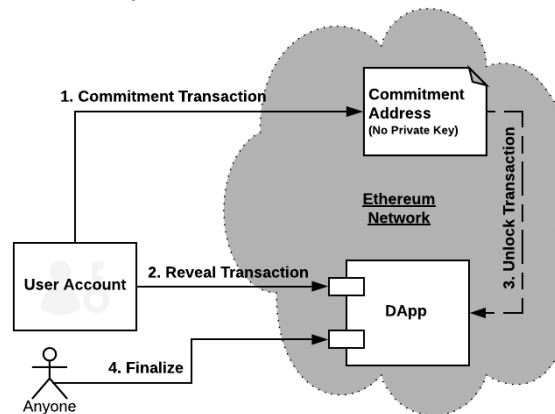 1. Commitment Transaction
Commitment
Address
(No Private Key)
Ethereum
Network
3. Unlock Transaction
User Account
2. Reveal Transaction
DApp
4. Finalize
Anyone